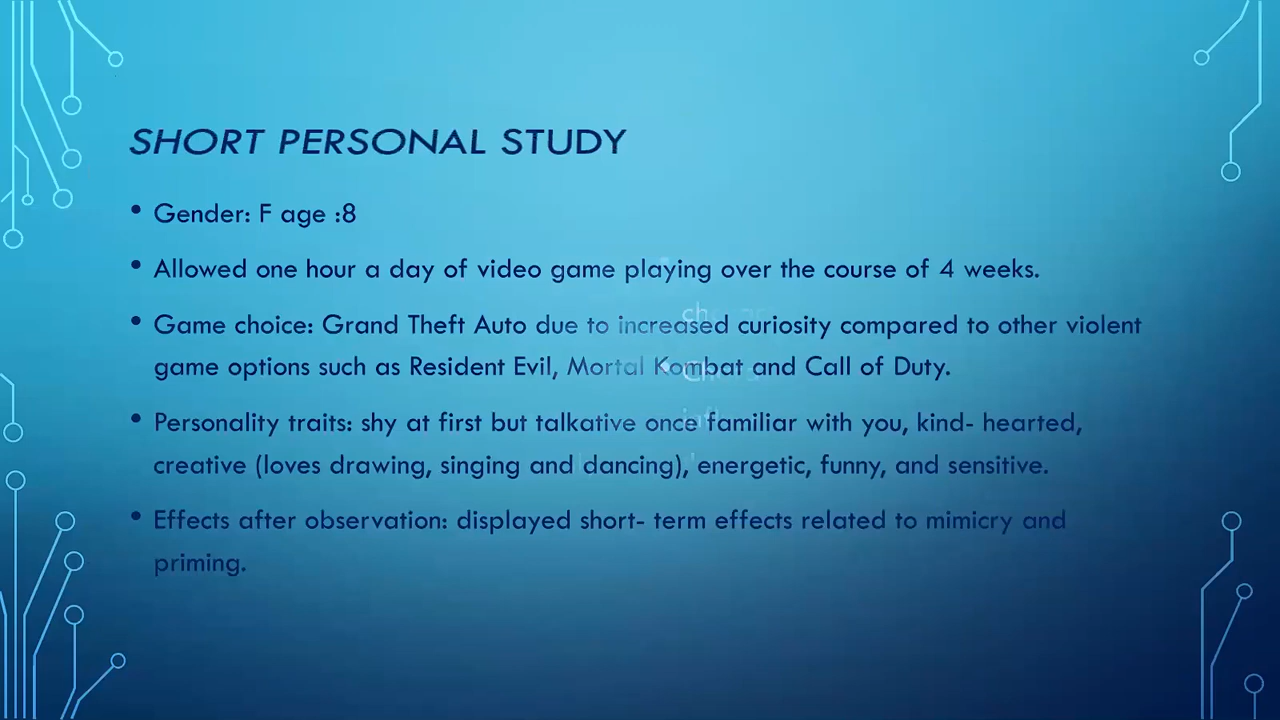 SHORT PERSONAL STUDY
• Gender: F age :8
• Allowed one hour a day of video game playing over the course of 4 weeks.
• Game choice: Grand Theft Auto due to increased curiosity compared to other violent
game options such as Resident Evil, Mortal Kombat and Call of Duty.
• Personality traits: shy at first but talkative once familiar with you, kind- hearted,
creative (loves drawing, singing and dancing), energetic, funny, and sensitive.
• Effects after observation: displayed short- term effects related to mimicry and
priming.